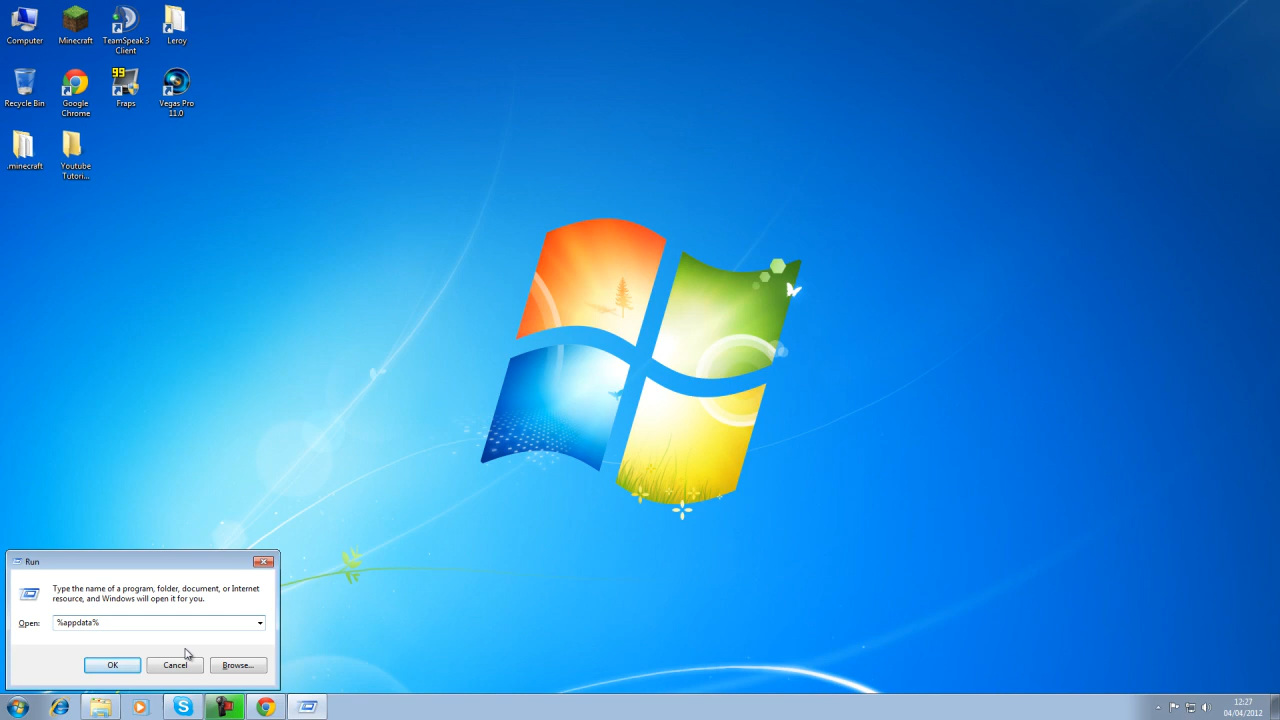 Computer
Minecraft
TeamSpeak 3
Client
Leroy
Recycle Bin
Google
Chrome
99
Fraps
Vegas Pro
11.0
.minecraft
Youtube
Tutori...
Run
Type the name of a program, folder, document, or Internet
resource, and Windows will open it for you.
Open: %appdata%
OK Cancel Browse...
12:27
04/04/2012